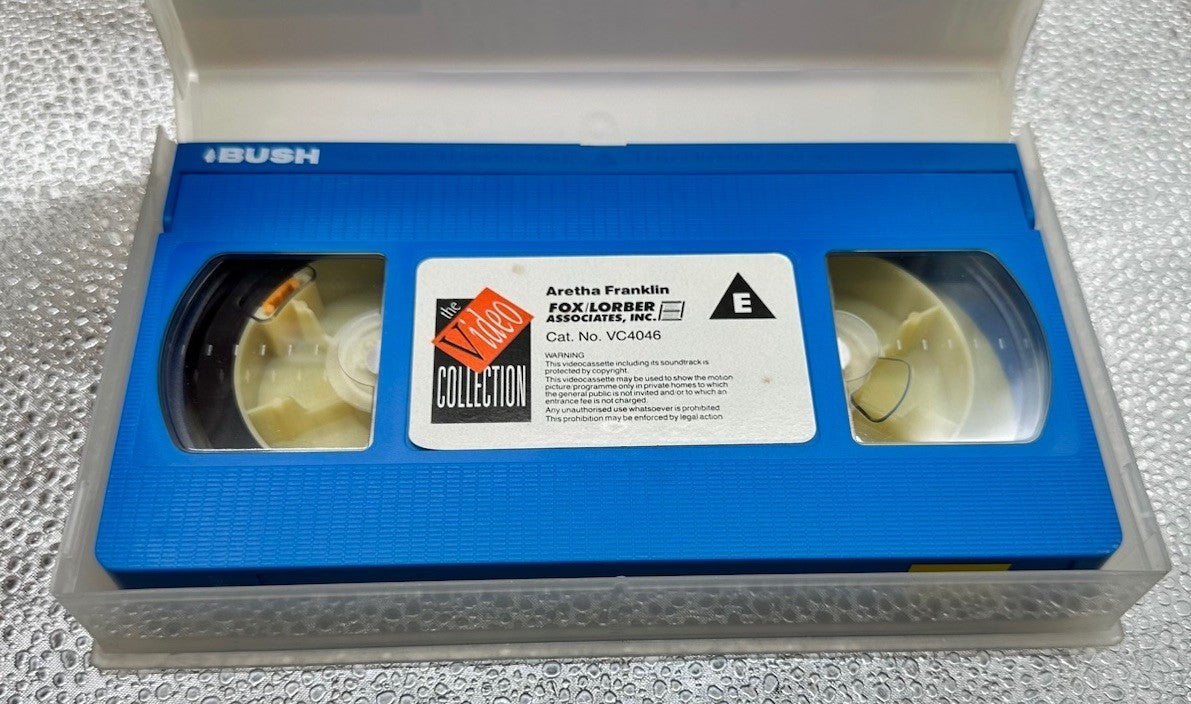 BUSH
the
Video
COLLECTION
Aretha Franklin
FOX/LORBER
ASSOCIATES, INC.
Cat. No. VC4046
E
WARNING
This videocassette including its soundtrack is
protected by copyright.
This videocassette may be used to show the motion
picture/programme only in private homes to which
the general public is not invited and/or to which an
entrance fee is not charged.
Any unauthorised use whatsoever is prohibited
This prohibition may be enforced by legal action